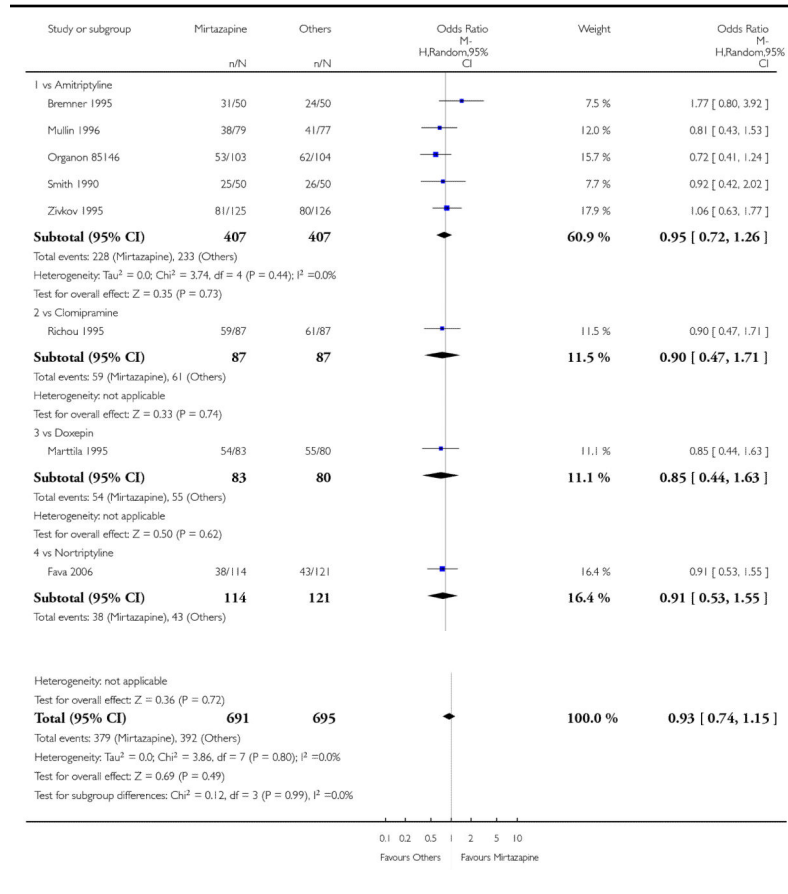 Study or subgroup Mirtazapine Others Odds Ratio Weight Odds Ratio
M- M-
H,Random,95% H,Random,95%
n/N n/N CI CI
1 vs Amitriptyline
Bremner 1995 31/50 24/50 7.5 % 1.77 [ 0.80, 3.92 ]
Mullin 1996 38/79 41/77 12.0 % 0.81 [ 0.43, 1.53 ]
Organon 85146 53/103 62/104 15.7 % 0.72 [ 0.41, 1.24 ]
Smith 1990 25/50 26/50 7.7 % 0.92 [ 0.42, 2.02 ]
Zivkov 1995 81/125 80/126 17.9 % 1.06 [ 0.63, 1.77 ]
Subtotal (95% CI) 407 407 60.9 % 0.95 [ 0.72, 1.26 ]
Total events: 228 (Mirtazapine), 233 (Others)
Heterogeneity: Tau² = 0.0; Chi² = 3.74, df = 4 (P = 0.44); I² =0.0%
Test for overall effect: Z = 0.35 (P = 0.73)
2 vs Clomipramine
Richou 1995 59/87 61/87 11.5 % 0.90 [ 0.47, 1.71 ]
Subtotal (95% CI) 87 87 11.5 % 0.90 [ 0.47, 1.71 ]
Total events: 59 (Mirtazapine), 61 (Others)
Heterogeneity: not applicable
Test for overall effect: Z = 0.33 (P = 0.74)
3 vs Doxepin
Marttila 1995 54/83 55/80 11.1 % 0.85 [ 0.44, 1.63 ]
Subtotal (95% CI) 83 80 11.1 % 0.85 [ 0.44, 1.63 ]
Total events: 54 (Mirtazapine), 55 (Others)
Heterogeneity: not applicable
Test for overall effect: Z = 0.50 (P = 0.62)
4 vs Nortriptyline
Fava 2006 38/114 43/121 16.4 % 0.91 [ 0.53, 1.55 ]
Subtotal (95% CI) 114 121 16.4 % 0.91 [ 0.53, 1.55 ]
Total events: 38 (Mirtazapine), 43 (Others)
Heterogeneity: not applicable
Test for overall effect: Z = 0.36 (P = 0.72)
Total (95% CI) 691 695 100.0 % 0.93 [ 0.74, 1.15 ]
Total events: 379 (Mirtazapine), 392 (Others)
Heterogeneity: Tau² = 0.0; Chi² = 3.86, df = 7 (P = 0.80); I² =0.0%
Test for overall effect: Z = 0.69 (P = 0.49)
Test for subgroup differences: Chi² = 0.12, df = 3 (P = 0.99), I² =0.0%
0.1 0.2 0.5 1 2 5 10
Favours Others Favours Mirtazapine